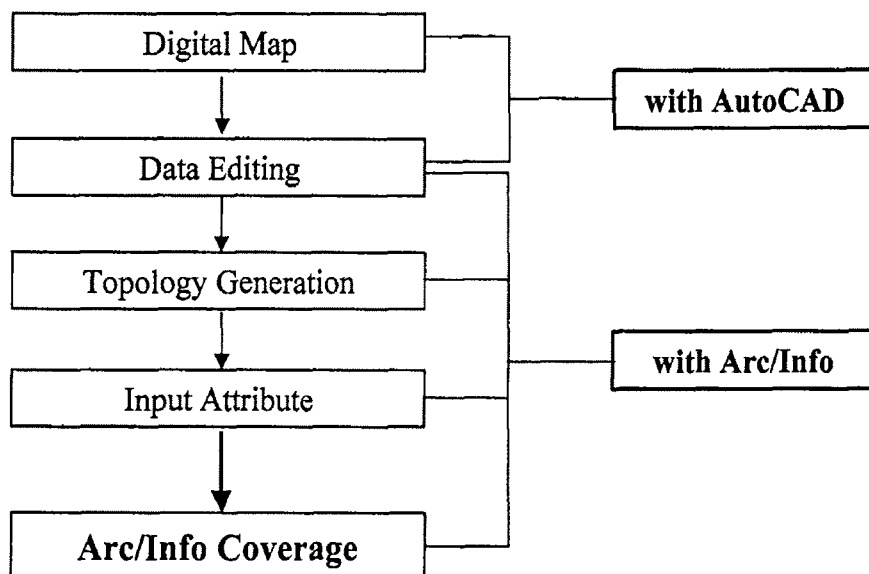 Digital Map
with AutoCAD
Data Editing
Topology Generation
with Arc/Info
Input Attribute
Arc/Info Coverage